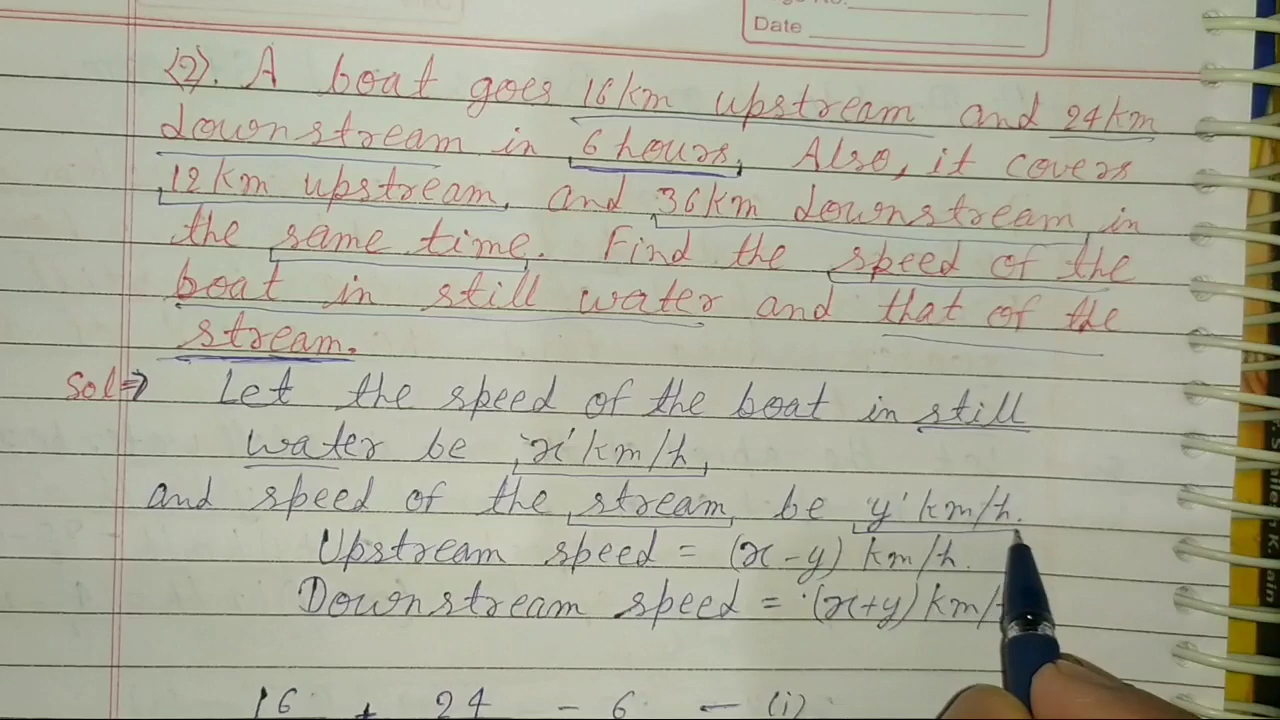 Date
(2). A boat goes 16km upstream and 24km
downstream in 6 hours. Also, it covers
12km upstream, and 36km downstream in
the same time. Find the speed of the
boat in still water and that of the
stream.
Sol⇒ Let the speed of the boat in still
water be 'x' km/h,
and speed of the stream be 'y' km/h.
Upstream speed = (x-y) km/h.
Downstream speed = (x+y) km/
16 + 24 = 6 — (i)